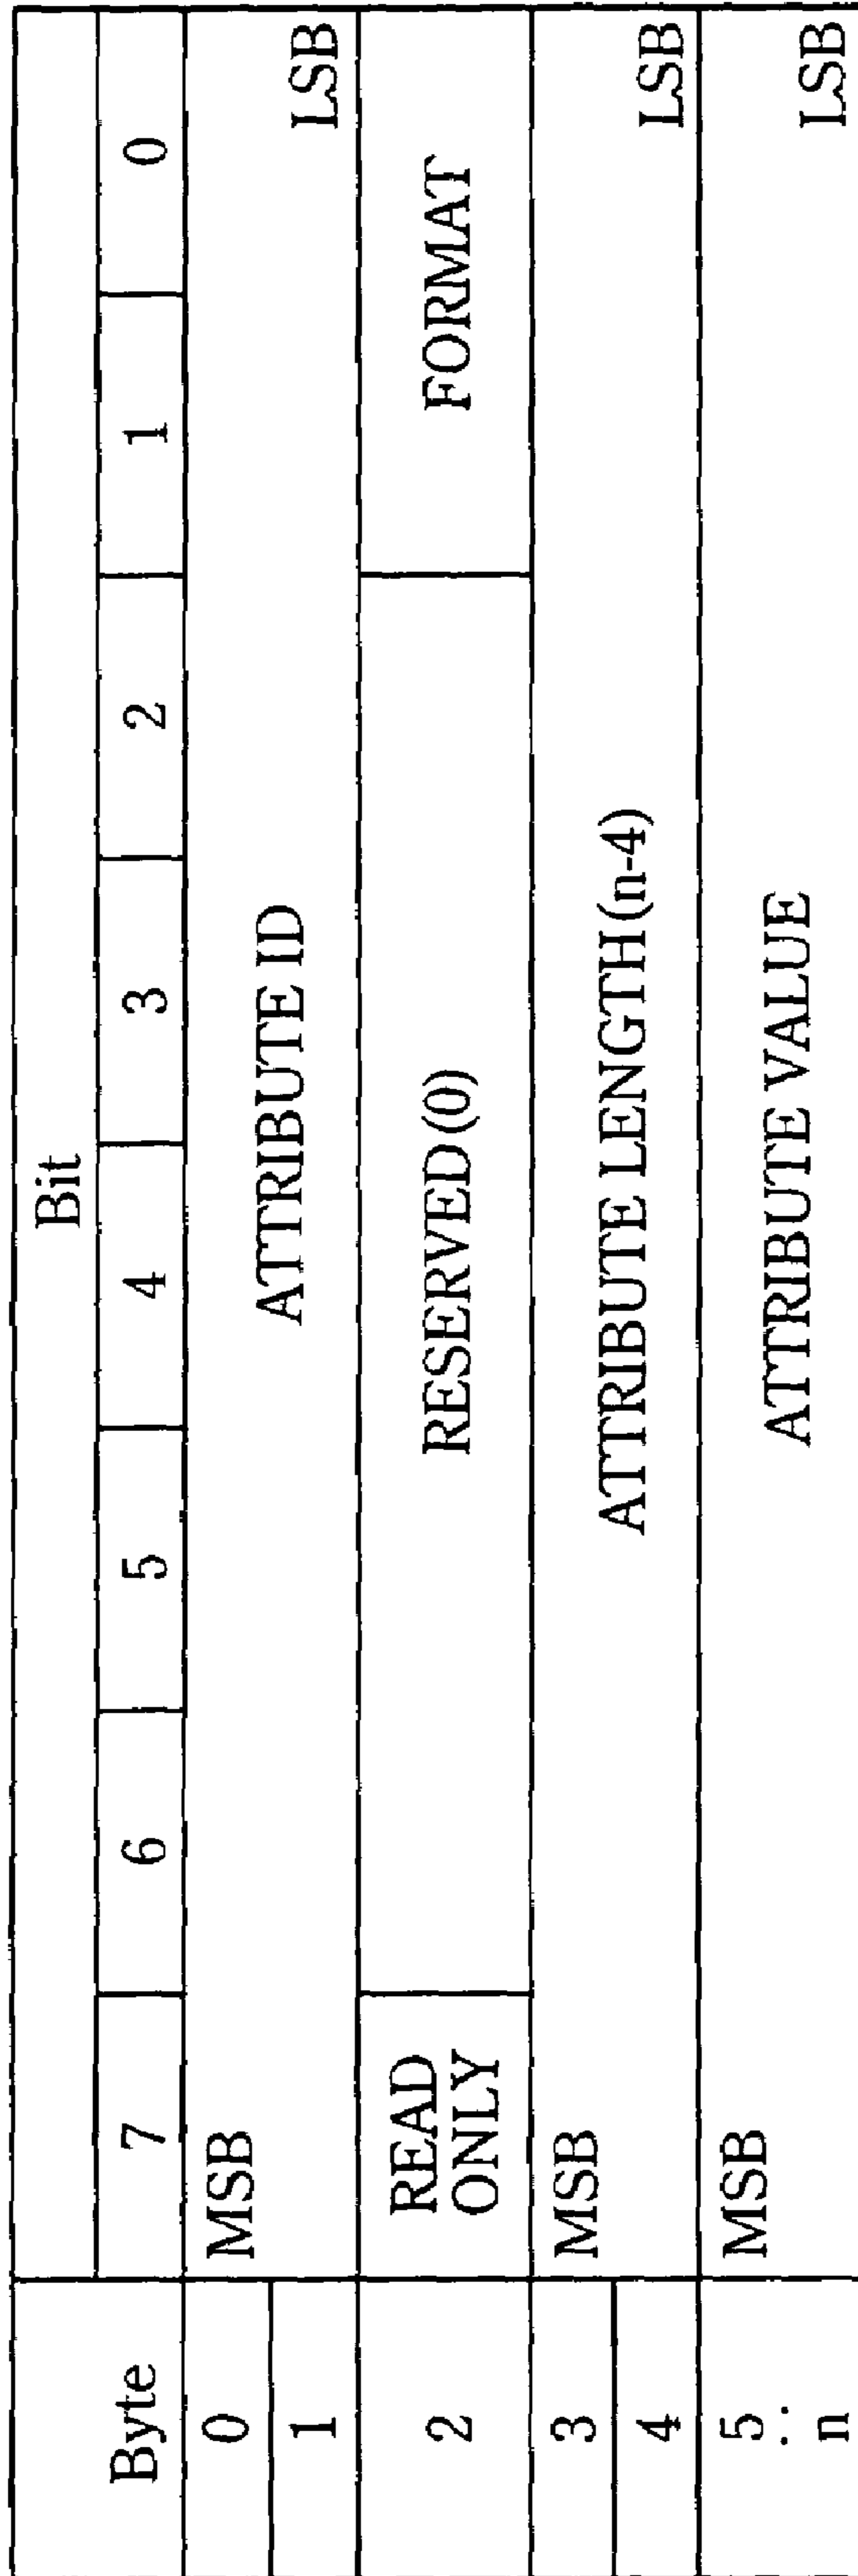 Bit
Byte 7 6 5 4 3 2 1 0
0 MSB
ATTRIBUTE ID
1 LSB
2 READ ONLY RESERVED (0) FORMAT
3 MSB
ATTRIBUTE LENGTH (n-4)
4 LSB
5 MSB
: ATTRIBUTE VALUE
n LSB